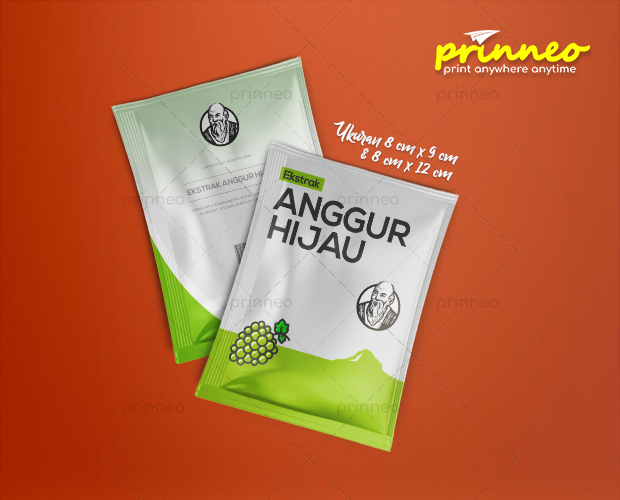 prinneo
print anywhere anytime
Ukuran 8 cm x 9 cm
& 8 cm x 12 cm
EKSTRAK ANGGUR HI
Ekstrak
ANGGUR
HIJAU